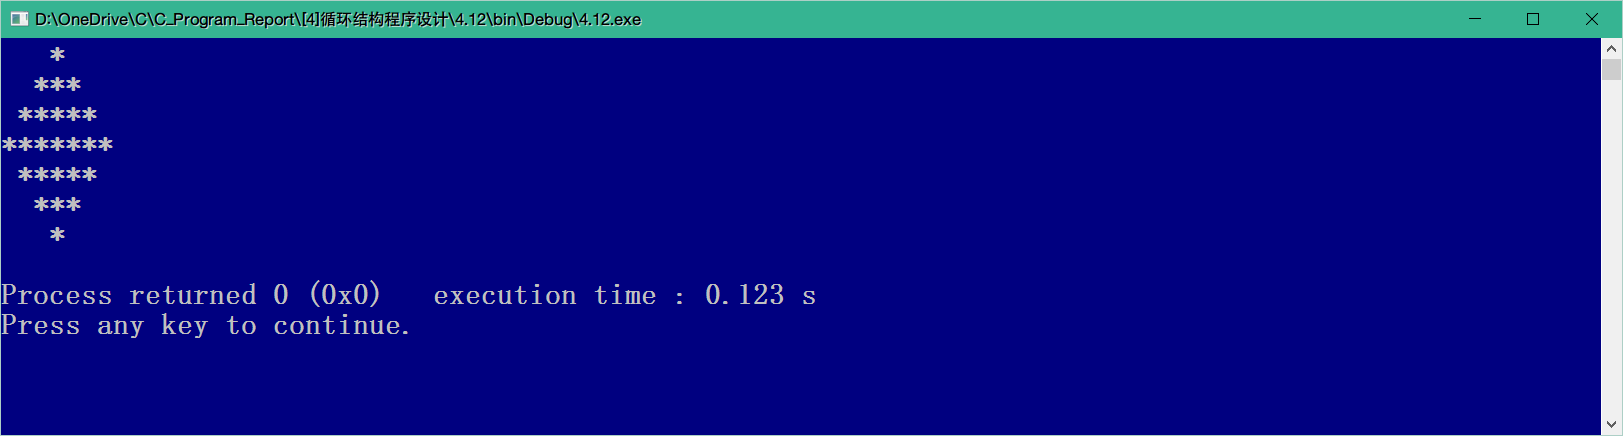 D:\OneDrive\C\C_Program_Report\[4]循环结构程序设计\4.12\bin\Debug\4.12.exe
   *
  ***
 *****
*******
 *****
  ***
   *
Process returned 0 (0x0)   execution time : 0.123 s
Press any key to continue.